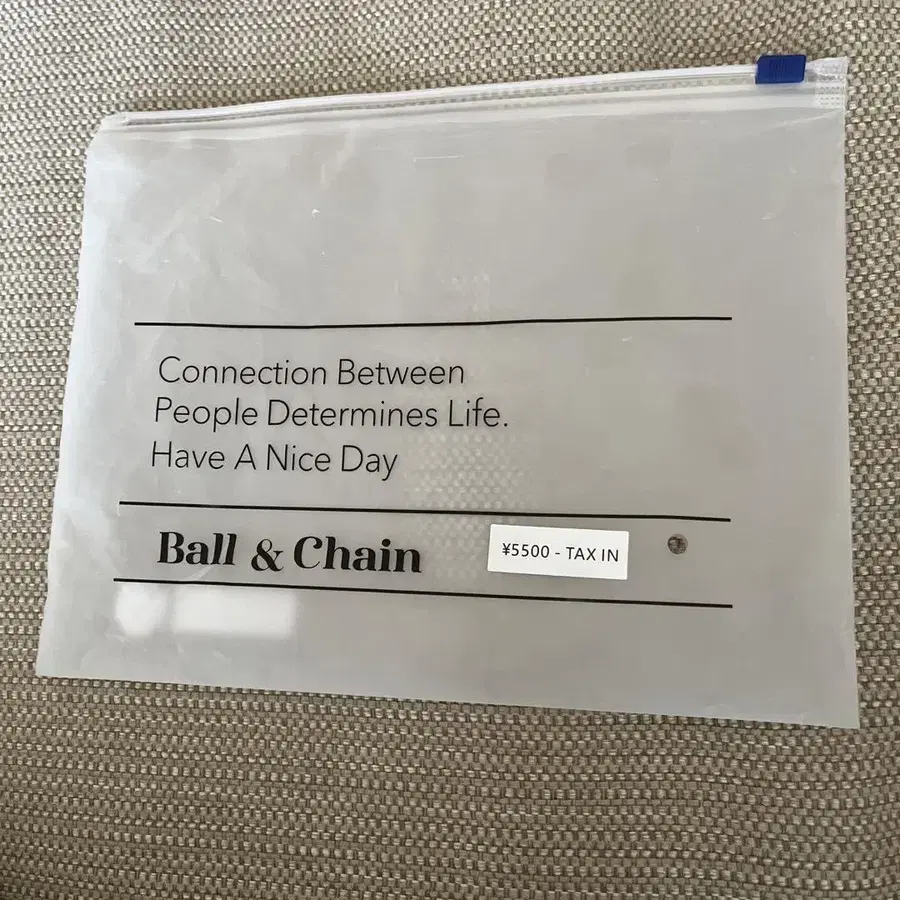 Connection Between
People Determines Life.
Have A Nice Day
Ball & Chain
¥5500 - TAX IN